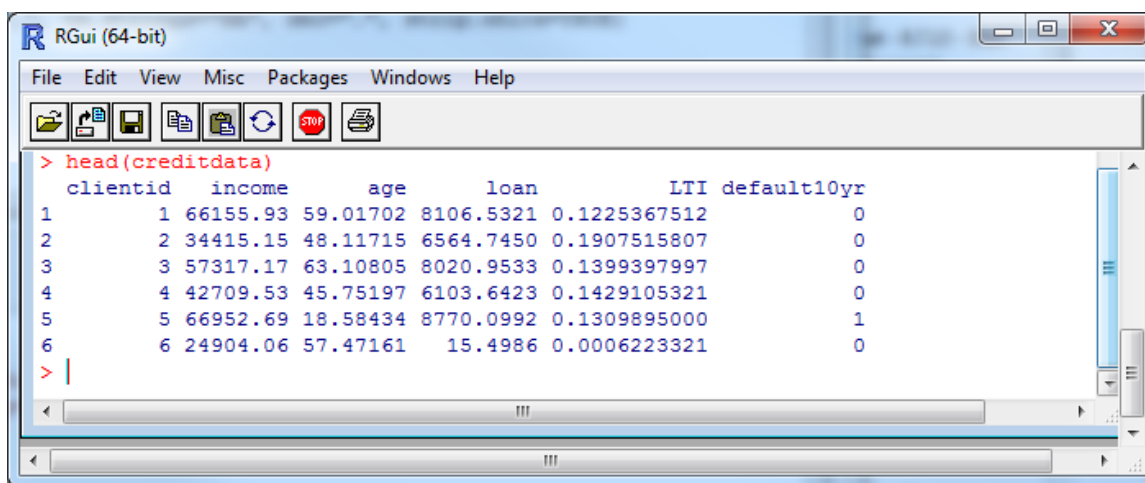 RGui (64-bit)
File Edit View Misc Packages Windows Help
STOP
> head(creditdata)
clientid income age loan LTI default10yr
1 1 66155.93 59.01702 8106.5321 0.1225367512 0
2 2 34415.15 48.11715 6564.7450 0.1907515807 0
3 3 57317.17 63.10805 8020.9533 0.1399397997 0
4 4 42709.53 45.75197 6103.6423 0.1429105321 0
5 5 66952.69 18.58434 8770.0992 0.1309895000 1
6 6 24904.06 57.47161 15.4986 0.0006223321 0
>